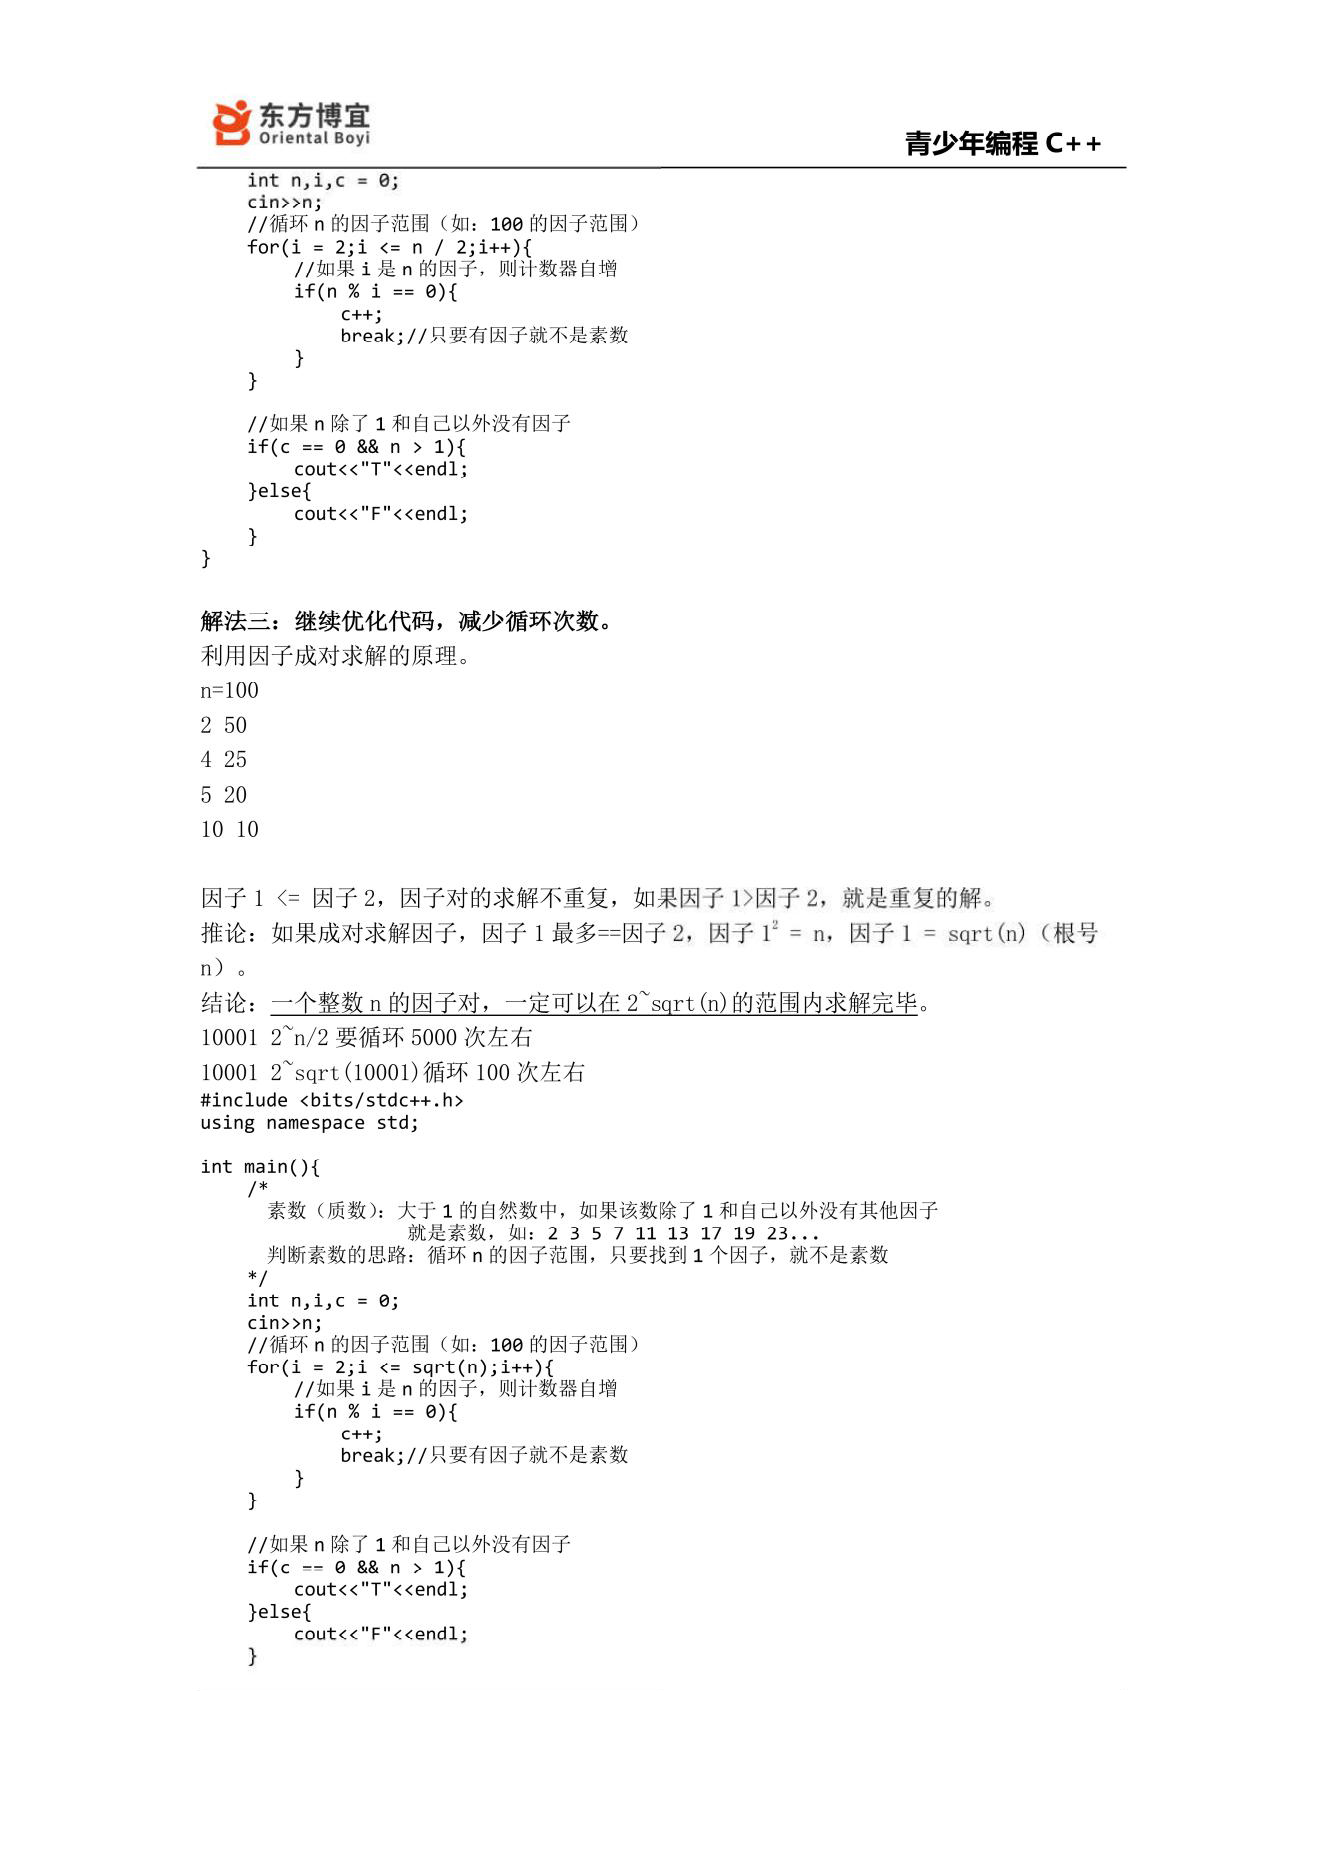 东方博宜
Oriental Boyi
青少年编程 C++
int n,i,c = 0;
cin>>n;
//循环 n 的因子范围（如：100 的因子范围）
for(i = 2;i <= n / 2;i++){
//如果 i 是 n 的因子，则计数器自增
if(n % i == 0){
c++;
break;//只要有因子就不是素数
}
}
//如果 n 除了 1 和自己以外没有因子
if(c == 0 && n > 1){
cout<<"T"<<endl;
}else{
cout<<"F"<<endl;
}
}
解法三：继续优化代码，减少循环次数。
利用因子成对求解的原理。
n=100
2 50
4 25
5 20
10 10
因子 1 <= 因子 2，因子对的求解不重复，如果因子 1>因子 2，就是重复的解。
推论：如果成对求解因子，因子 1 最多==因子 2，因子 1² = n，因子 1 = sqrt(n)（根号
n）。
结论：一个整数 n 的因子对，一定可以在 2~sqrt(n)的范围内求解完毕。
10001 2~n/2 要循环 5000 次左右
10001 2~sqrt(10001)循环 100 次左右
#include <bits/stdc++.h>
using namespace std;
int main(){
/*
素数（质数）：大于 1 的自然数中，如果该数除了 1 和自己以外没有其他因子
就是素数，如：2 3 5 7 11 13 17 19 23...
判断素数的思路：循环 n 的因子范围，只要找到 1 个因子，就不是素数
*/
int n,i,c = 0;
cin>>n;
//循环 n 的因子范围（如：100 的因子范围）
for(i = 2;i <= sqrt(n);i++){
//如果 i 是 n 的因子，则计数器自增
if(n % i == 0){
c++;
break;//只要有因子就不是素数
}
}
//如果 n 除了 1 和自己以外没有因子
if(c == 0 && n > 1){
cout<<"T"<<endl;
}else{
cout<<"F"<<endl;
}